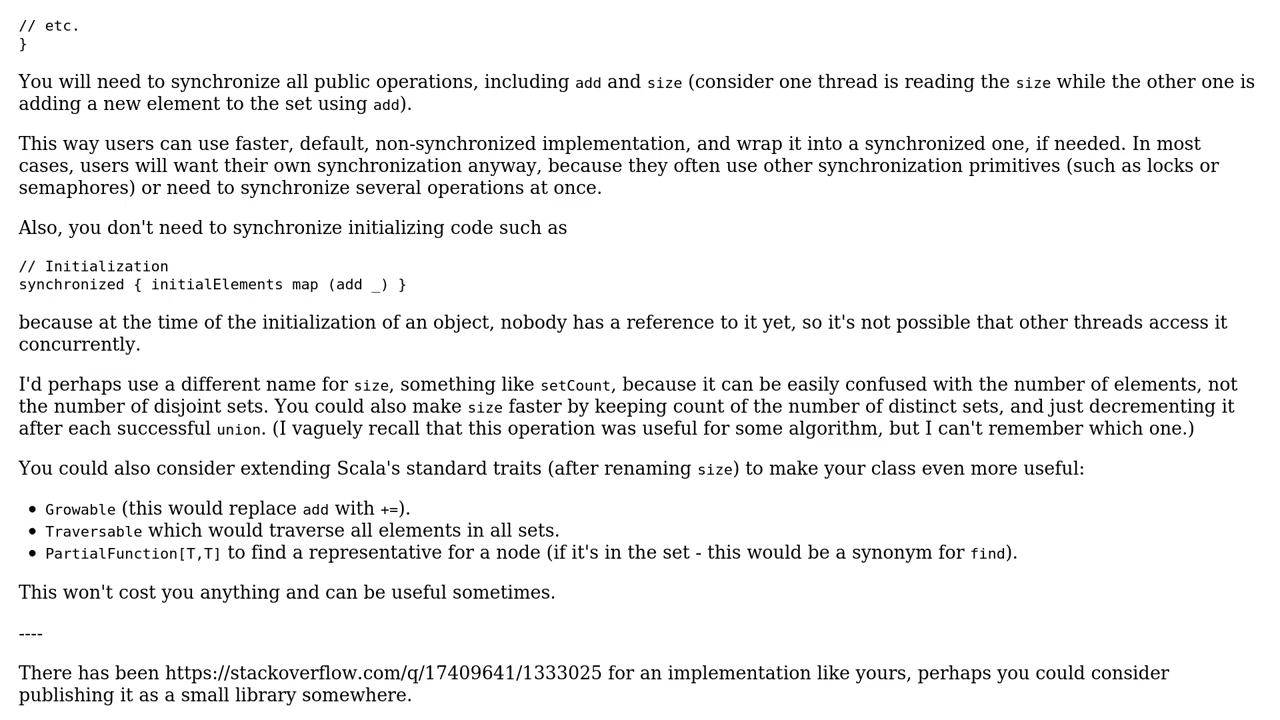 // etc.
}
You will need to synchronize all public operations, including add and size (consider one thread is reading the size while the other one is
adding a new element to the set using add).
This way users can use faster, default, non-synchronized implementation, and wrap it into a synchronized one, if needed. In most
cases, users will want their own synchronization anyway, because they often use other synchronization primitives (such as locks or
semaphores) or need to synchronize several operations at once.
Also, you don't need to synchronize initializing code such as
// Initialization
synchronized { initialElements map (add _) }
because at the time of the initialization of an object, nobody has a reference to it yet, so it's not possible that other threads access it
concurrently.
I'd perhaps use a different name for size, something like setCount, because it can be easily confused with the number of elements, not
the number of disjoint sets. You could also make size faster by keeping count of the number of distinct sets, and just decrementing it
after each successful union. (I vaguely recall that this operation was useful for some algorithm, but I can't remember which one.)
You could also consider extending Scala's standard traits (after renaming size) to make your class even more useful:
• Growable (this would replace add with +=).
• Traversable which would traverse all elements in all sets.
• PartialFunction[T,T] to find a representative for a node (if it's in the set - this would be a synonym for find).
This won't cost you anything and can be useful sometimes.
----
There has been https://stackoverflow.com/q/17409641/1333025 for an implementation like yours, perhaps you could consider
publishing it as a small library somewhere.